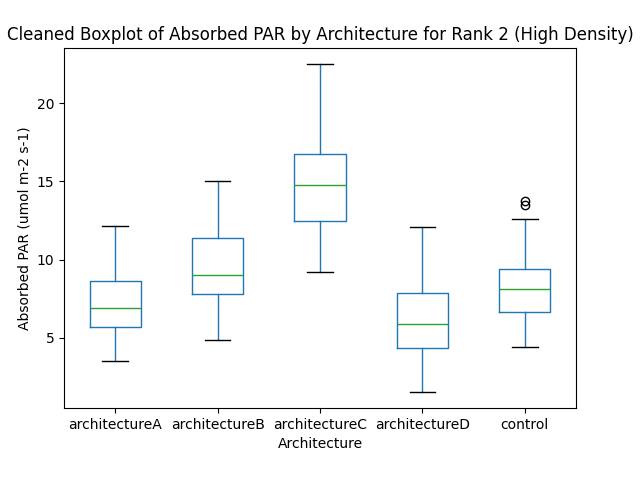 Cleaned Boxplot of Absorbed PAR by Architecture for Rank 2 (High Density)
20
15
10
5
Absorbed PAR (umol m-2 s-1)
architectureA architectureB architectureC architectureD control
Architecture